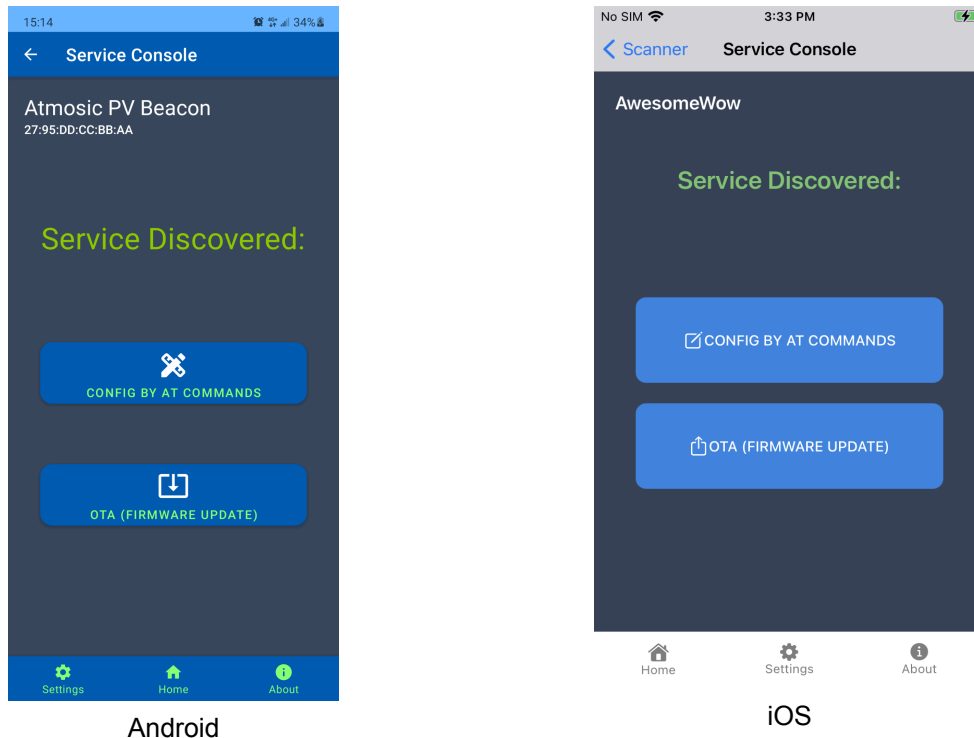 15:14
34%
Service Console
Atmosic PV Beacon
27:95:DD:CC:BB:AA
Service Discovered:
CONFIG BY AT COMMANDS
OTA (FIRMWARE UPDATE)
Settings
Home
About
Android
No SIM
3:33 PM
Scanner
Service Console
AwesomeWow
Service Discovered:
CONFIG BY AT COMMANDS
OTA (FIRMWARE UPDATE)
Home
Settings
About
iOS